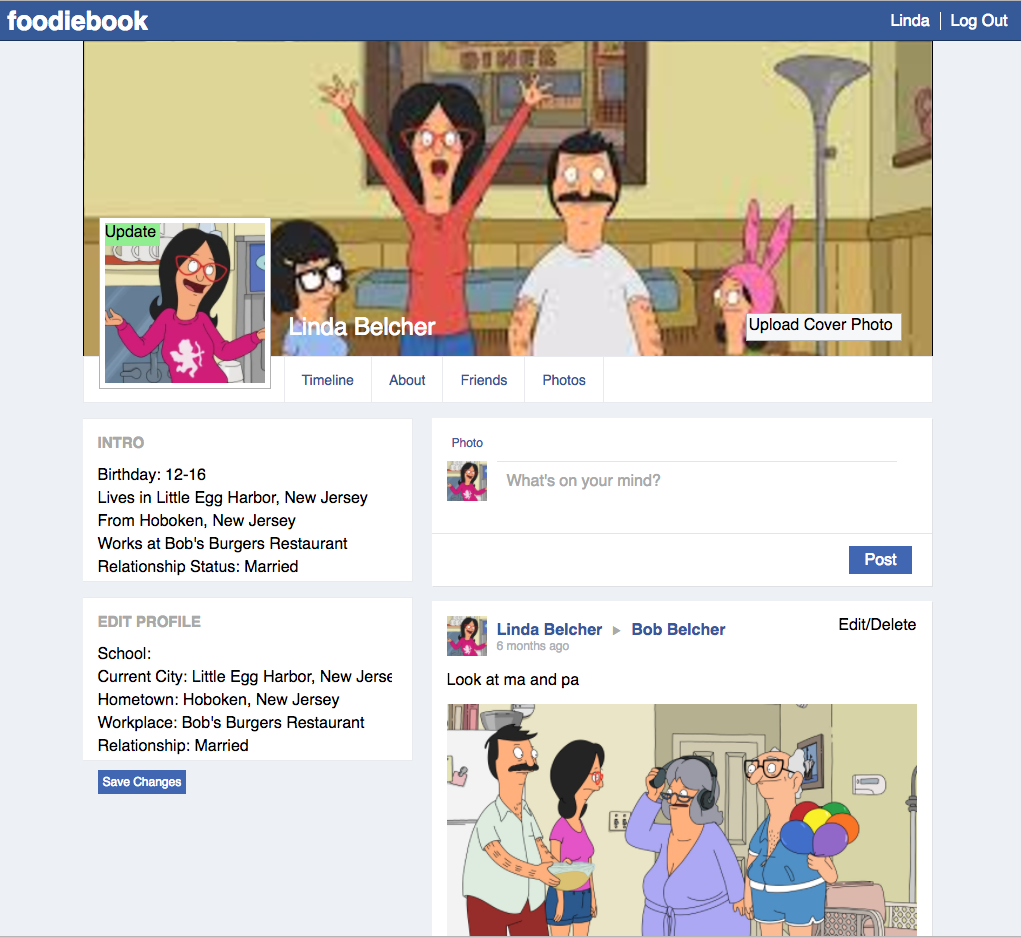 foodiebook
Linda
Log Out
DINER
Update
Linda Belcher
Upload Cover Photo
Timeline
About
Friends
Photos
INTRO
Birthday: 12-16
Lives in Little Egg Harbor, New Jersey
From Hoboken, New Jersey
Works at Bob's Burgers Restaurant
Relationship Status: Married
EDIT PROFILE
School:
Current City: Little Egg Harbor, New Jerse
Hometown: Hoboken, New Jersey
Workplace: Bob's Burgers Restaurant
Relationship: Married
Save Changes
Photo
What's on your mind?
Post
Linda Belcher ▸ Bob Belcher
Edit/Delete
6 months ago
Look at ma and pa